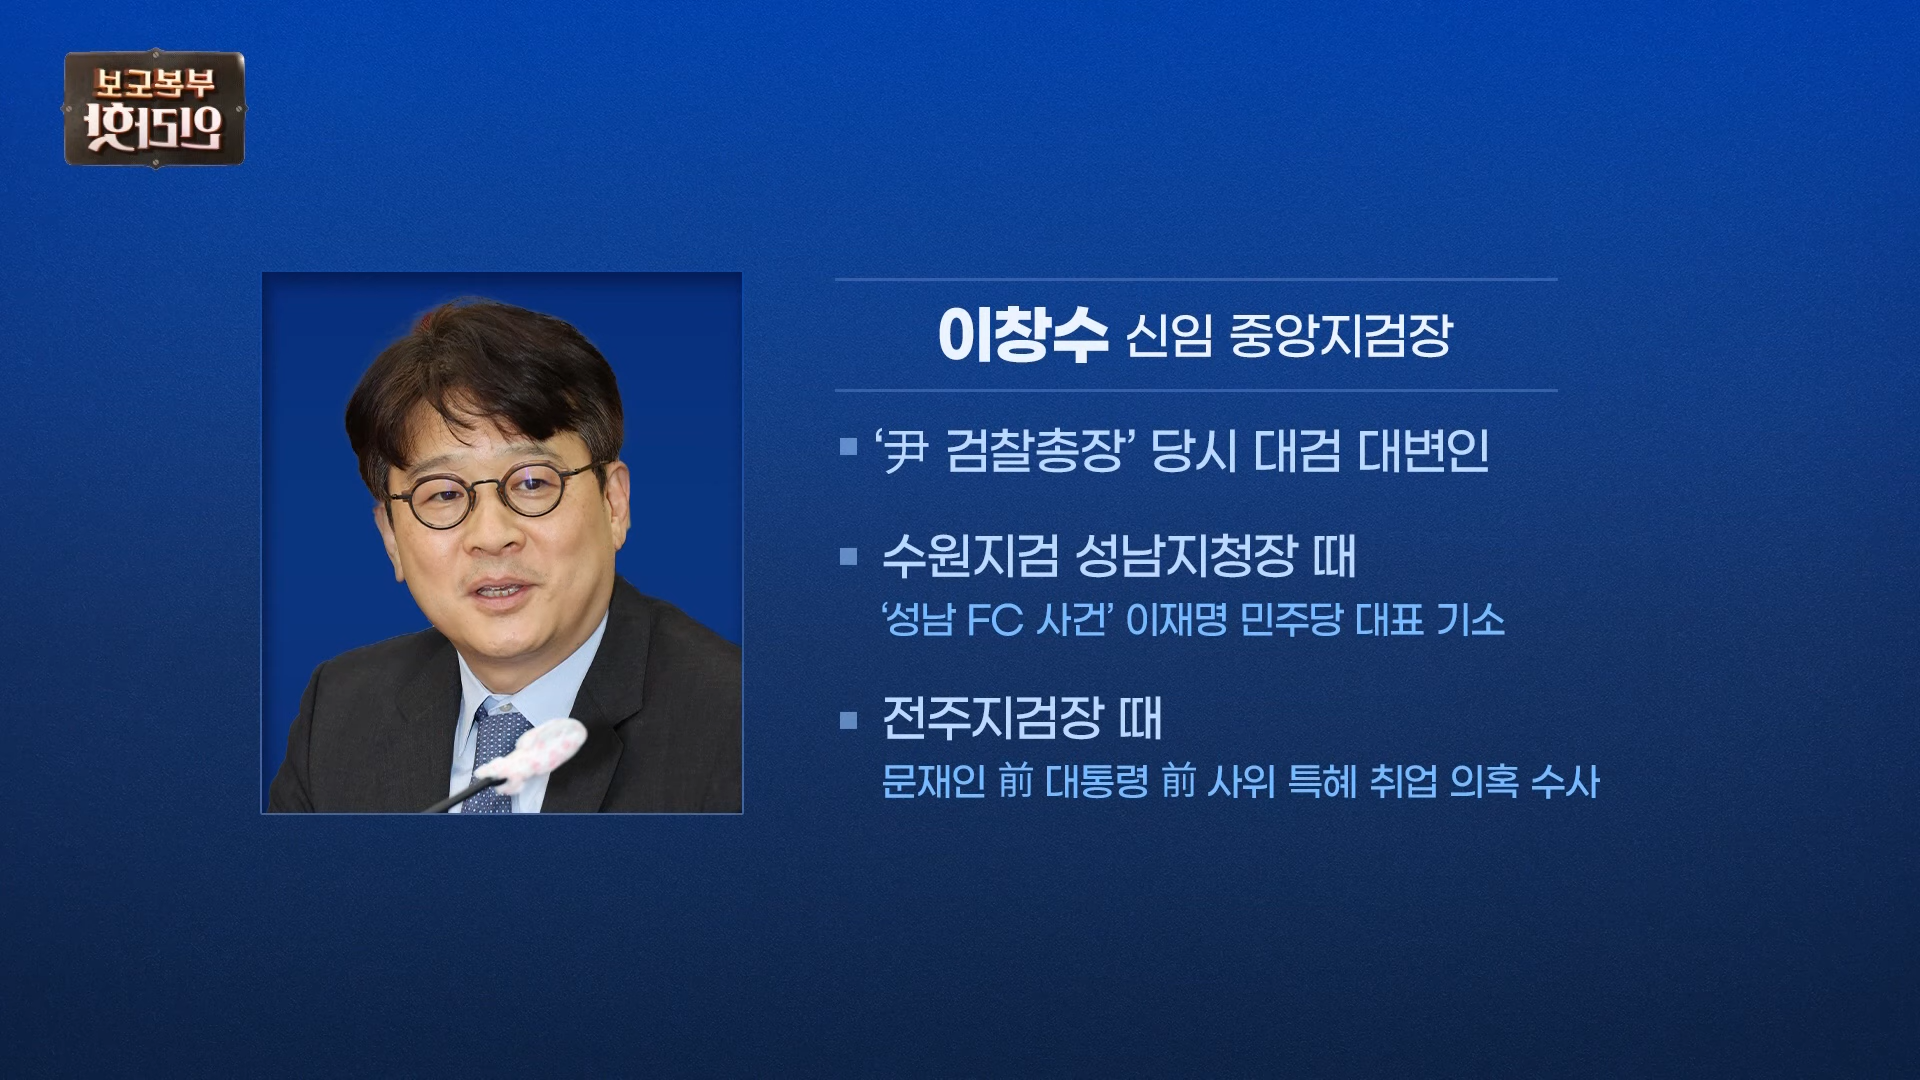 보고본부
이창수 신임 중앙지검장
‘尹 검찰총장’ 당시 대검 대변인
수원지검 성남지청장 때
‘성남 FC 사건’ 이재명 민주당 대표 기소
전주지검장 때
문재인 前 대통령 前 사위 특혜 취업 의혹 수사